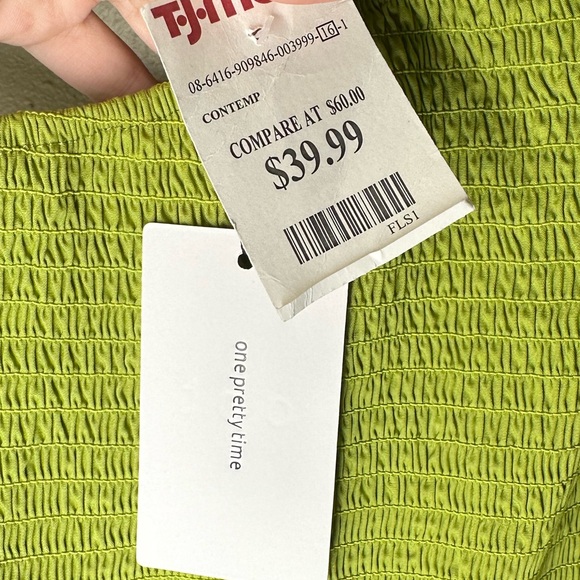 T·J·m
08-6416-909846-003999-16-1
CONTEMP
COMPARE AT $60.00
$39.99
FLS1
one pretty time